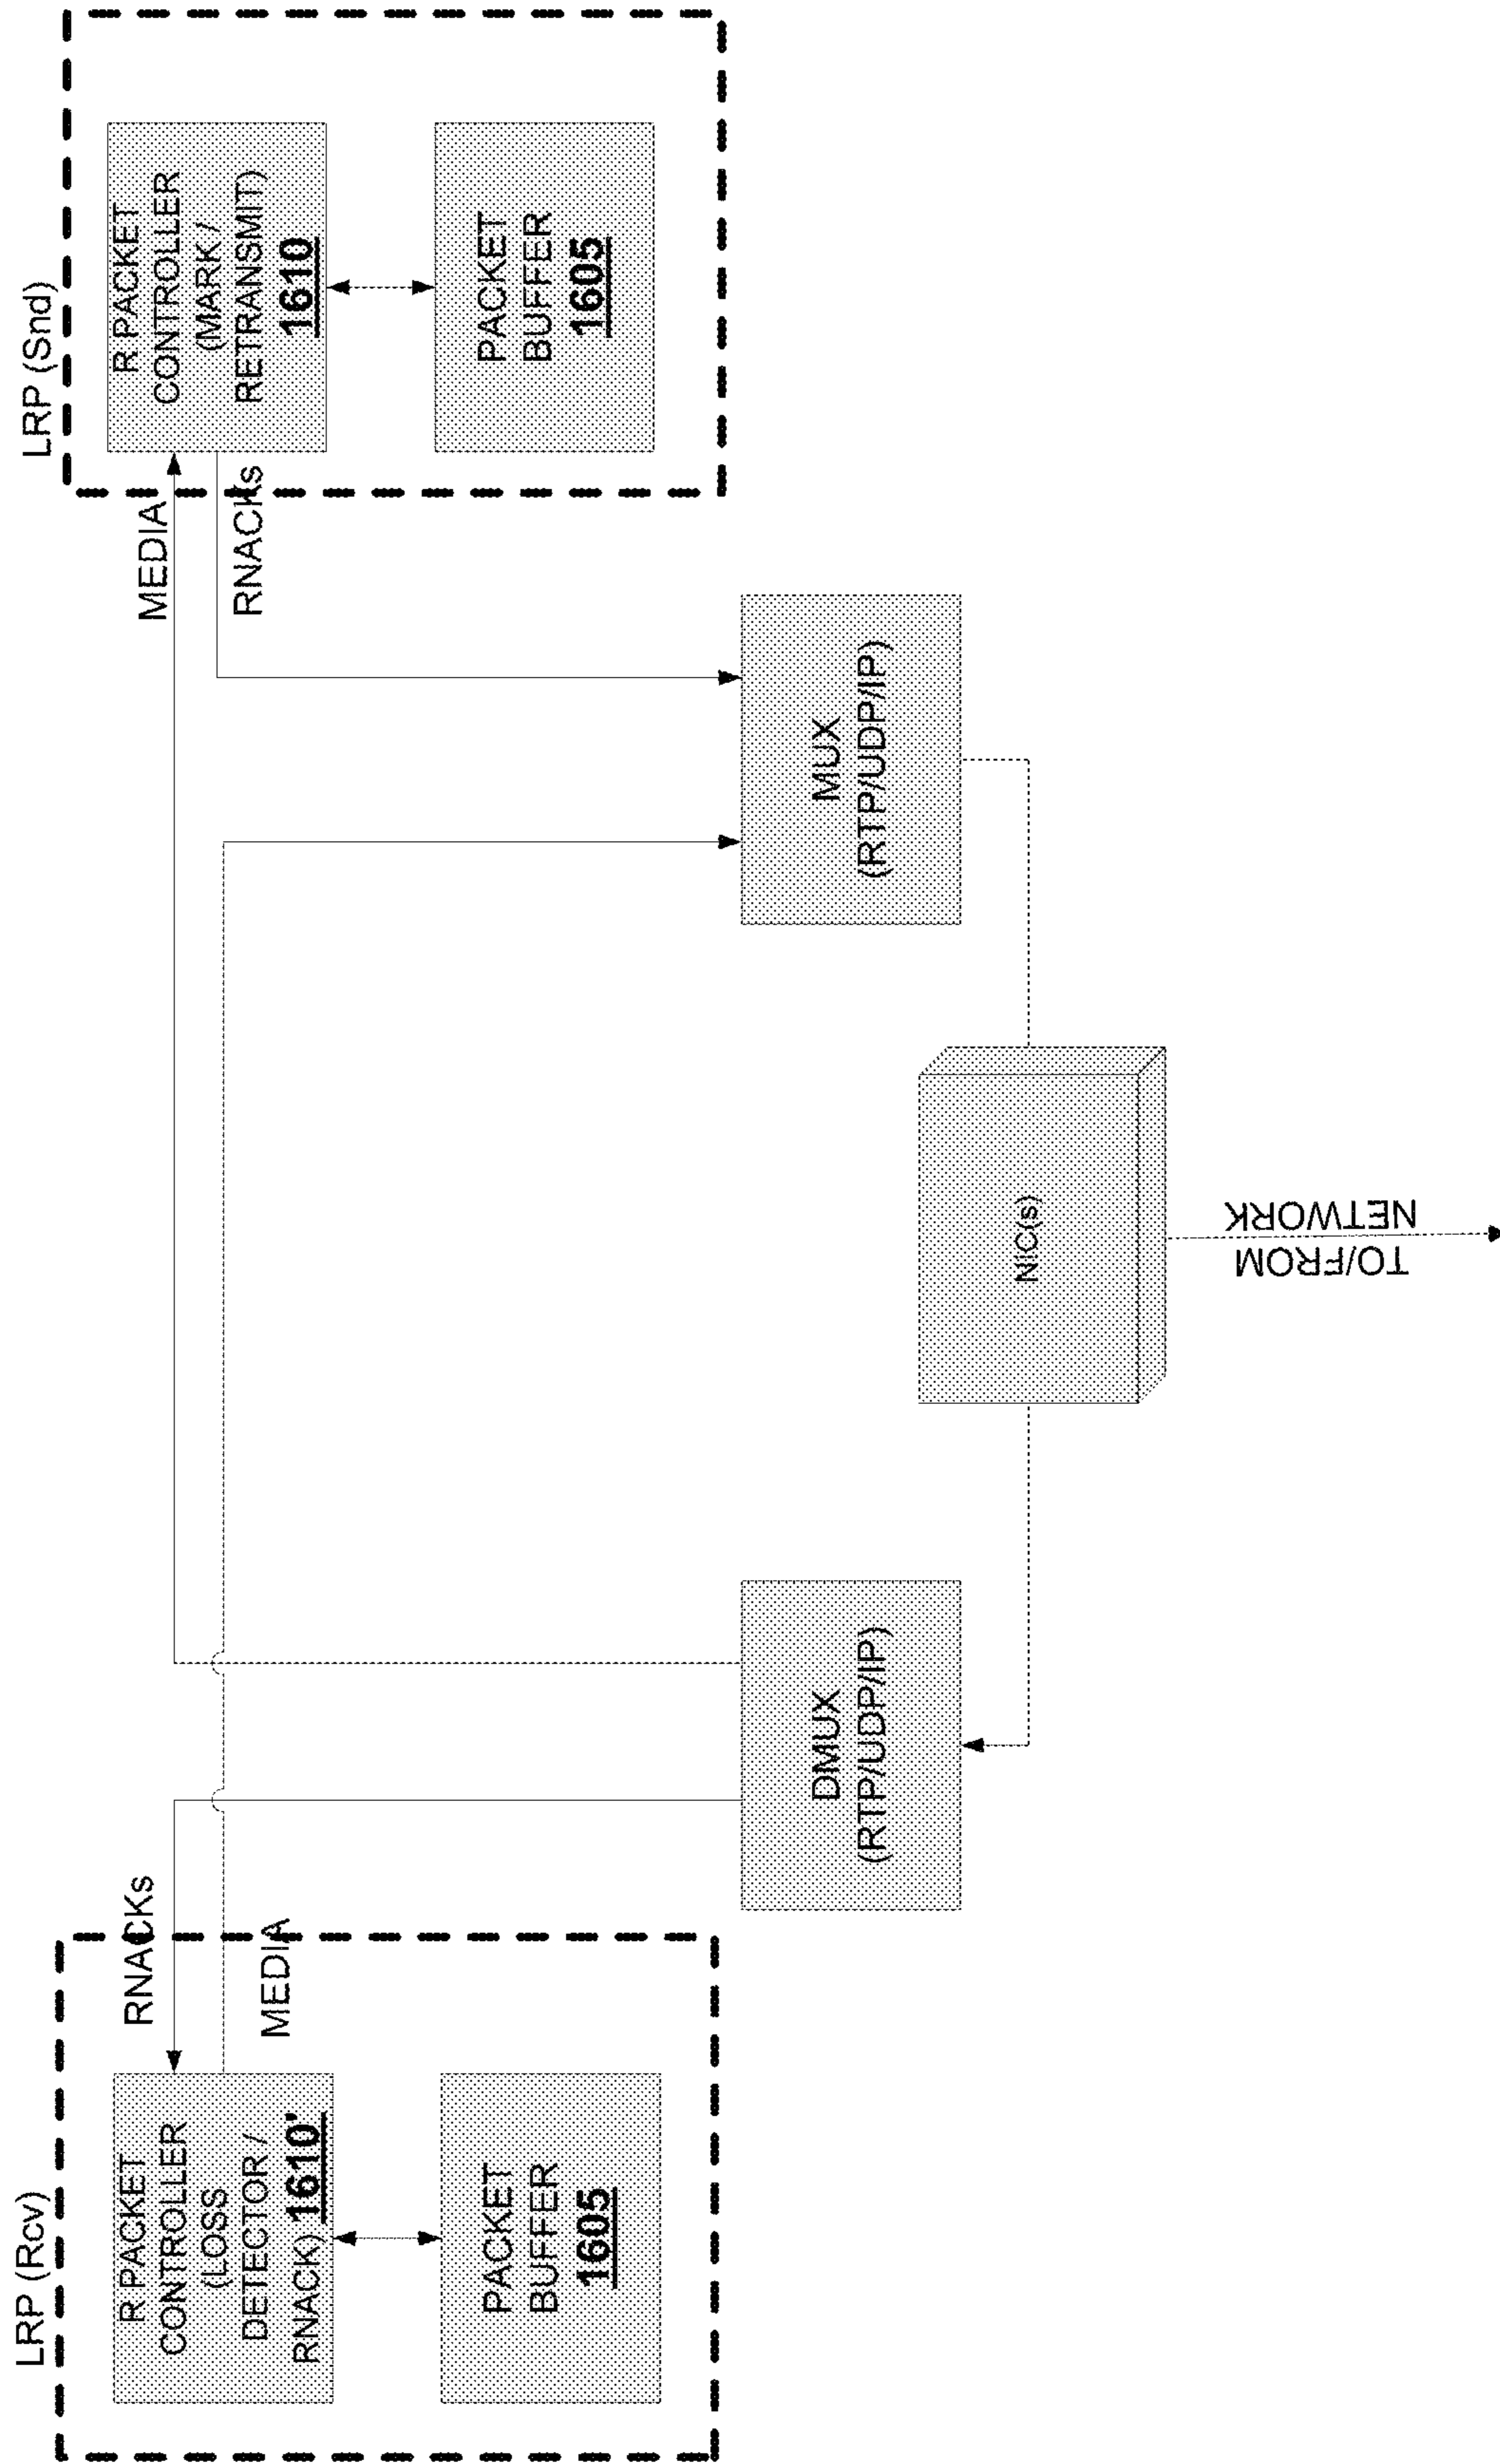 LRP (Rcv)
R PACKET
CONTROLLER
(LOSS
DETECTOR /
RNACK) 1610'
PACKET
BUFFER
1605
RNACKs
MEDIA
DMUX
(RTP/UDP/IP)
NIC(s)
TO/FROM
NETWORK
MUX
(RTP/UDP/IP)
MEDIA
RNACKs
LRP (Snd)
R PACKET
CONTROLLER
(MARK /
RETRANSMIT)
1610
PACKET
BUFFER
1605